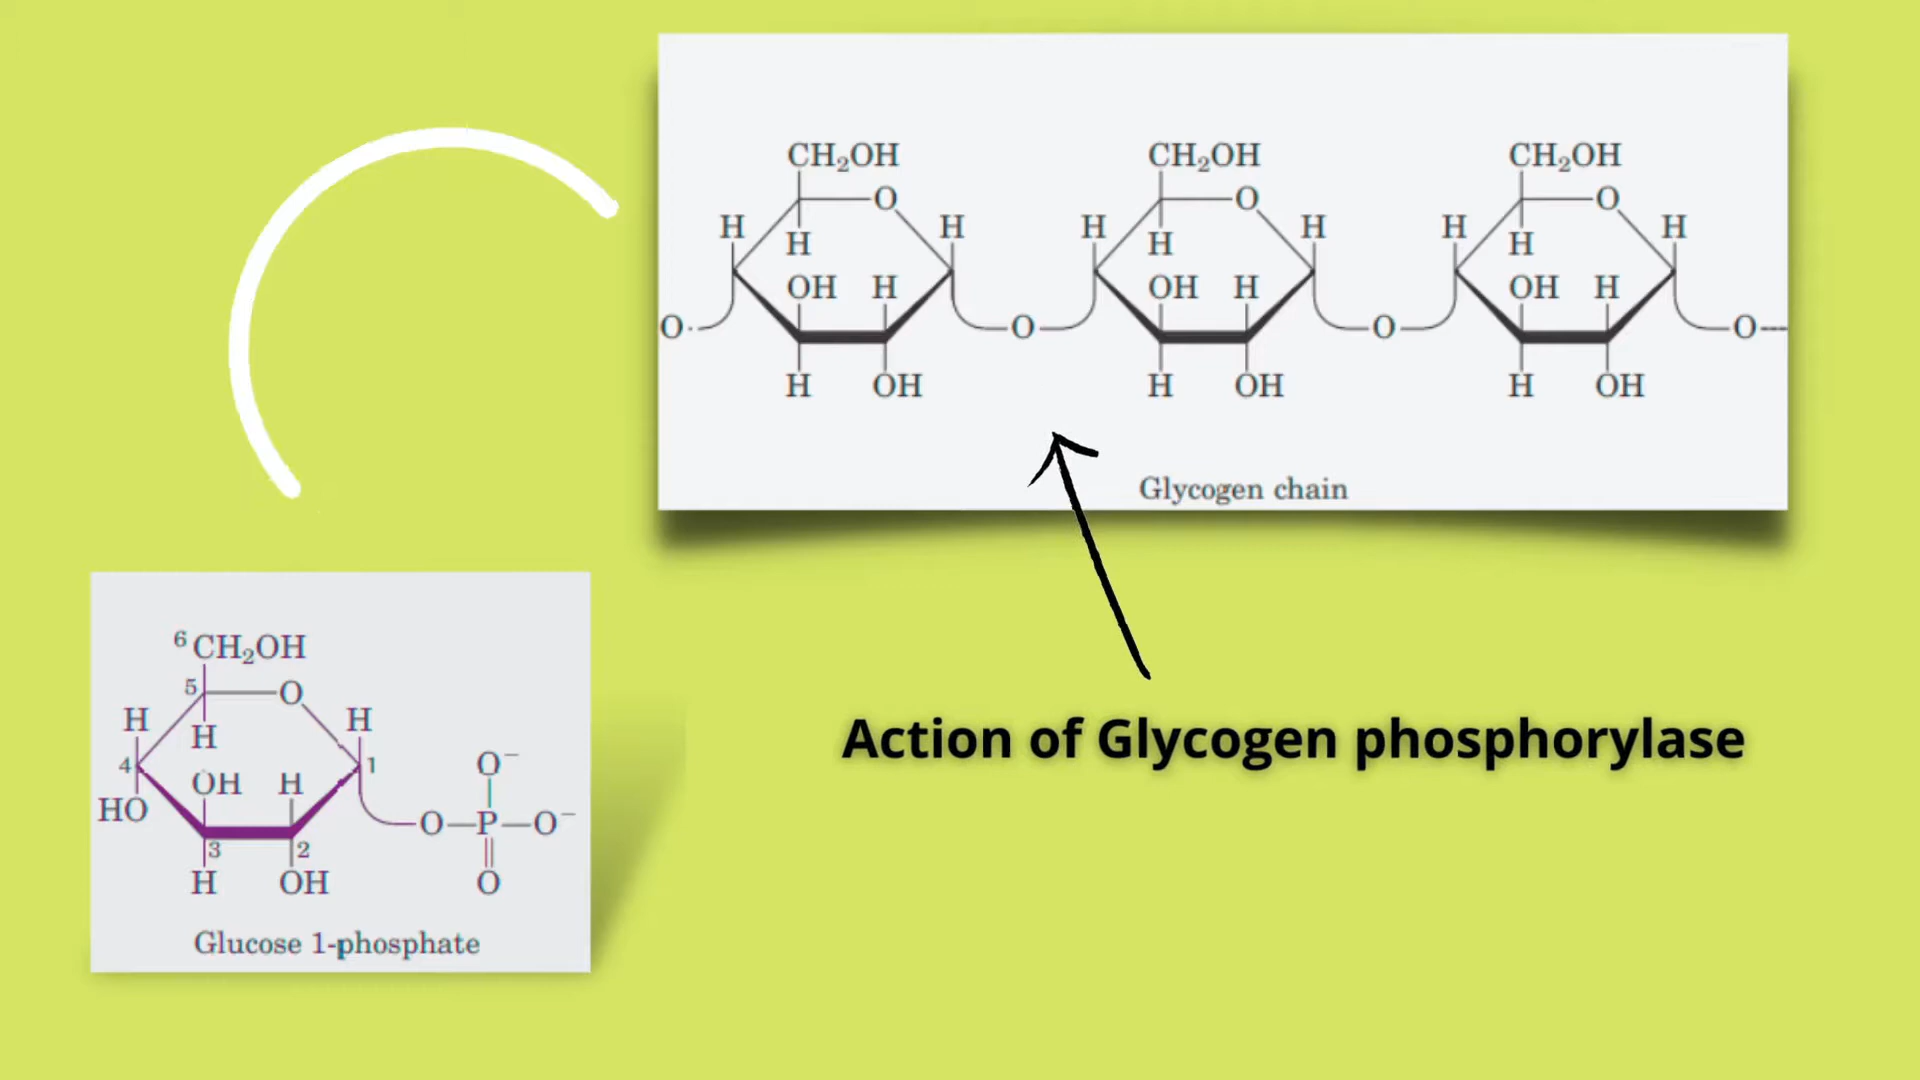 CH₂OH CH₂OH CH₂OH
O O O
H H H H H H
H H H
OH H OH H OH H
O O O O
H OH H OH H OH
Glycogen chain
6 CH₂OH
5 O
H H
H
4 1
O⁻
OH H
HO
O P O⁻
3 2
H OH O
Glucose 1-phosphate
Action of Glycogen phosphorylase